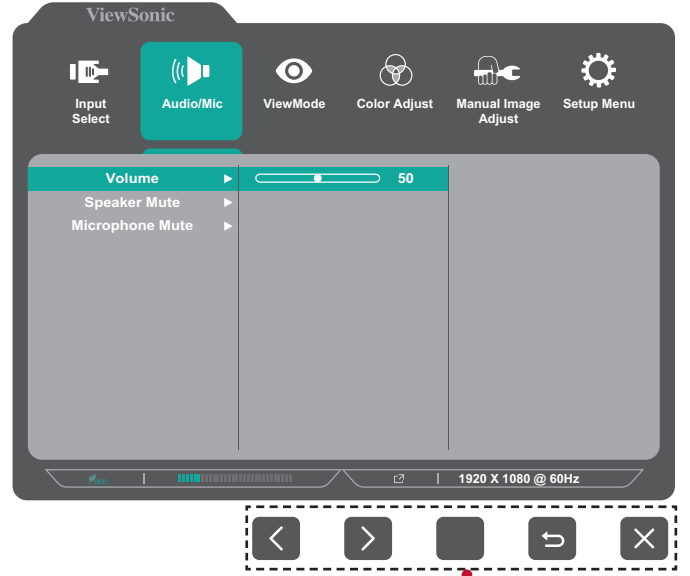 ViewSonic
Input
Select
Audio/Mic
ViewMode
Color Adjust
Manual Image
Adjust
Setup Menu
Volume
50
Speaker Mute
Microphone Mute
eco
1920 X 1080 @ 60Hz